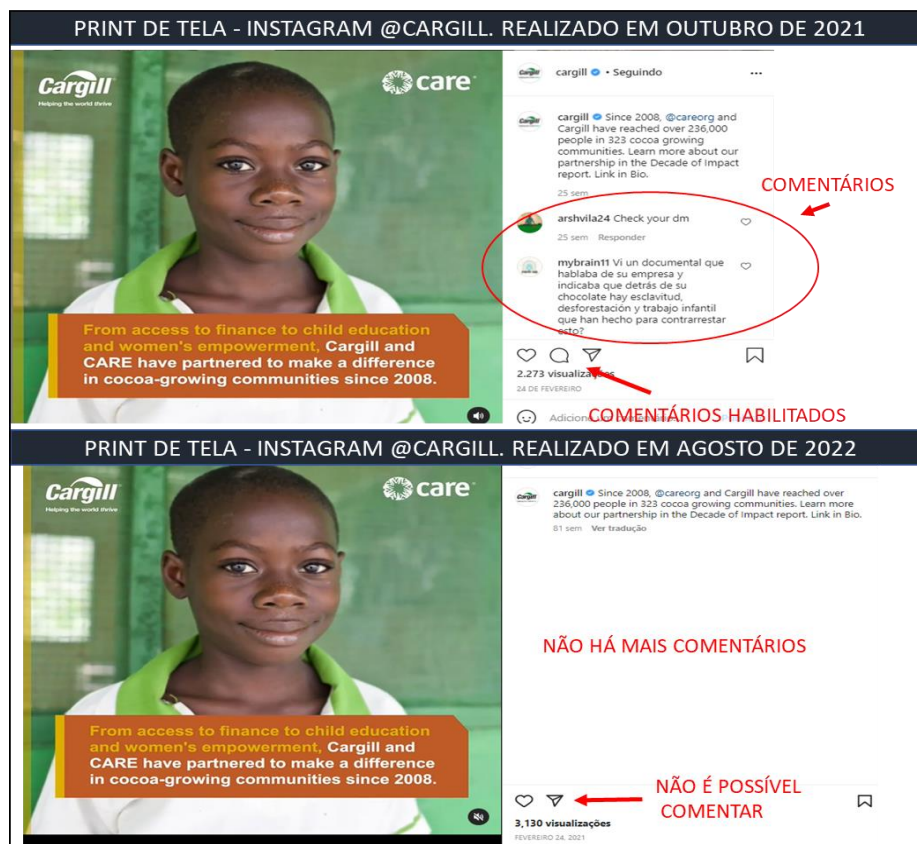 PRINT DE TELA - INSTAGRAM @CARGILL. REALIZADO EM OUTUBRO DE 2021
Cargill
Helping the world thrive
care
From access to finance to child education
and women's empowerment, Cargill and
CARE have partnered to make a difference
in cocoa-growing communities since 2008.
Cargill
cargill • Seguindo
Cargill
cargill Since 2008, @careorg and
Cargill have reached over 236,000
people in 323 cocoa growing
communities. Learn more about our
partnership in the Decade of Impact
report. Link in Bio.
25 sem
COMENTÁRIOS
arshvila24 Check your dm
25 sem Responder
mybrain11 Vi un documental que
hablaba de su empresa y
indicaba que detrás de su
chocolate hay esclavitud,
desforestación y trabajo infantil
que han hecho para contrarrestar
esto?
2.273 visualizações
24 DE FEVEREIRO
COMENTÁRIOS HABILITADOS
Adicione um
PRINT DE TELA - INSTAGRAM @CARGILL. REALIZADO EM AGOSTO DE 2022
Cargill
Helping the world thrive
care
From access to finance to child education
and women's empowerment, Cargill and
CARE have partnered to make a difference
in cocoa-growing communities since 2008.
Cargill
cargill Since 2008, @careorg and Cargill have reached over
236,000 people in 323 cocoa growing communities. Learn more
about our partnership in the Decade of Impact report. Link in Bio.
81 sem Ver tradução
NÃO HÁ MAIS COMENTÁRIOS
NÃO É POSSÍVEL
COMENTAR
3,130 visualizações
FEVEREIRO 24, 2021